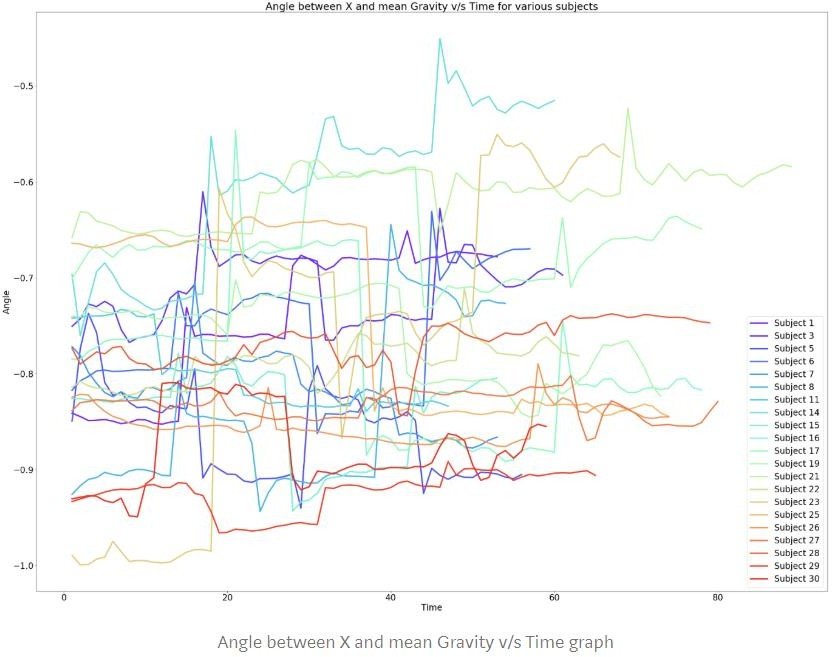 Angle between X and mean Gravity v/s Time for various subjects
−0.5
−0.6
−0.7
−0.8
−0.9
−1.0
Angle
0
20
40
60
80
Time
Subject 1
Subject 3
Subject 5
Subject 6
Subject 7
Subject 8
Subject 11
Subject 14
Subject 15
Subject 16
Subject 17
Subject 19
Subject 21
Subject 22
Subject 23
Subject 25
Subject 26
Subject 27
Subject 28
Subject 29
Subject 30
Angle between X and mean Gravity v/s Time graph